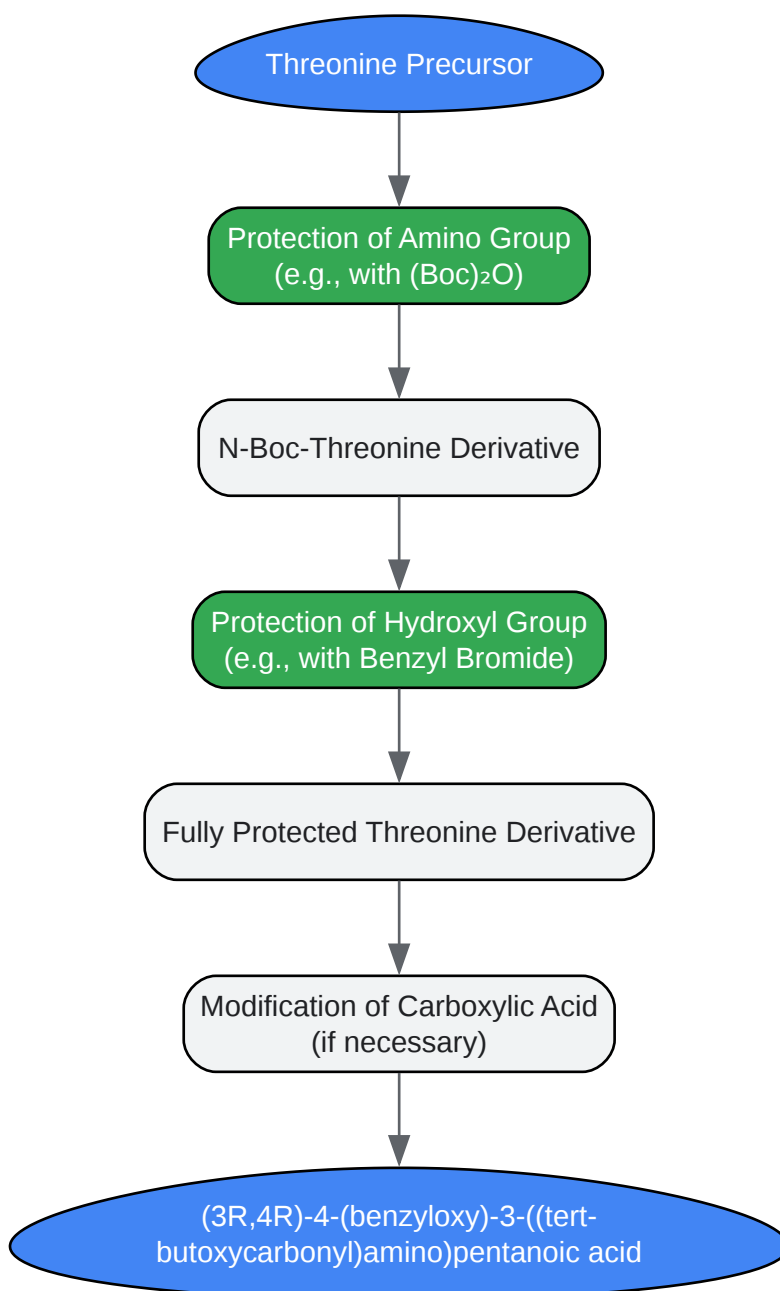 Threonine Precursor
Protection of Amino Group
(e.g., with (Boc)₂O)
N-Boc-Threonine Derivative
Protection of Hydroxyl Group
(e.g., with Benzyl Bromide)
Fully Protected Threonine Derivative
Modification of Carboxylic Acid
(if necessary)
(3R,4R)-4-(benzyloxy)-3-((tert-
butoxycarbonyl)amino)pentanoic acid